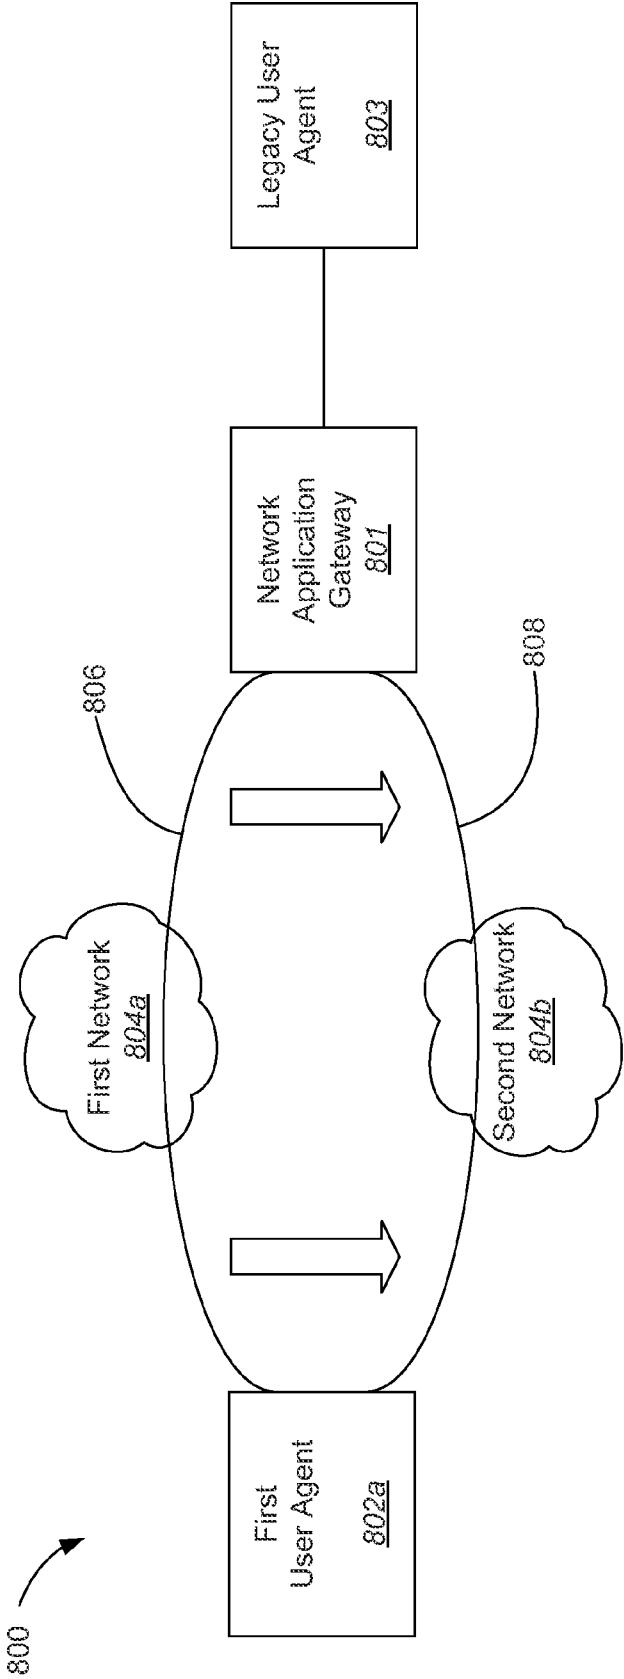 800
First
User Agent
802a
First Network
804a
Second Network
804b
806
808
Network
Application
Gateway
801
Legacy User
Agent
803